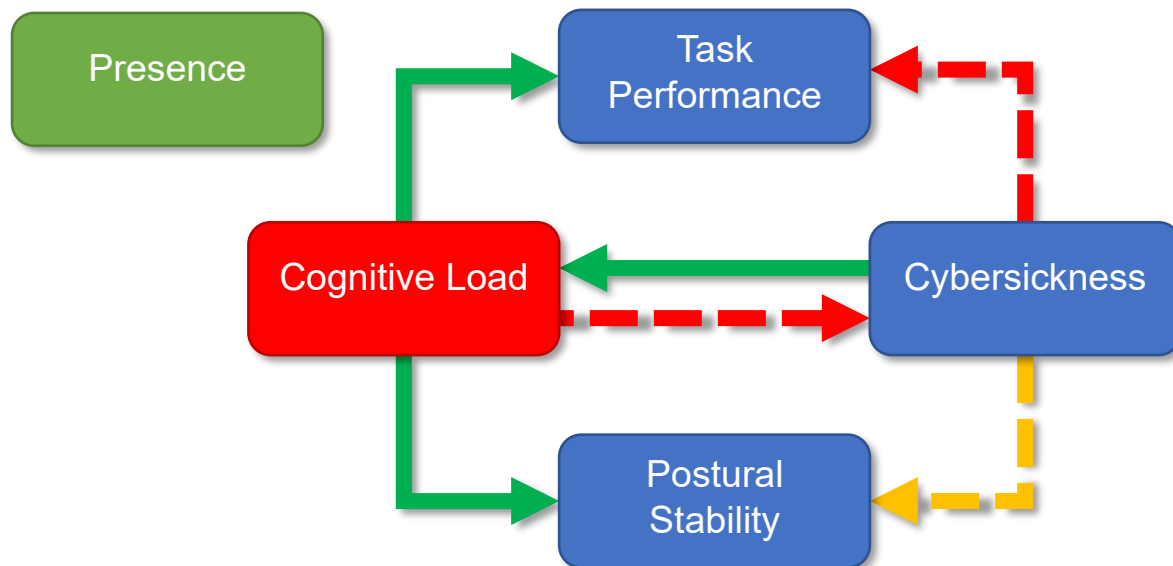 Presence
Task
Performance
Cognitive Load
Cybersickness
Postural
Stability